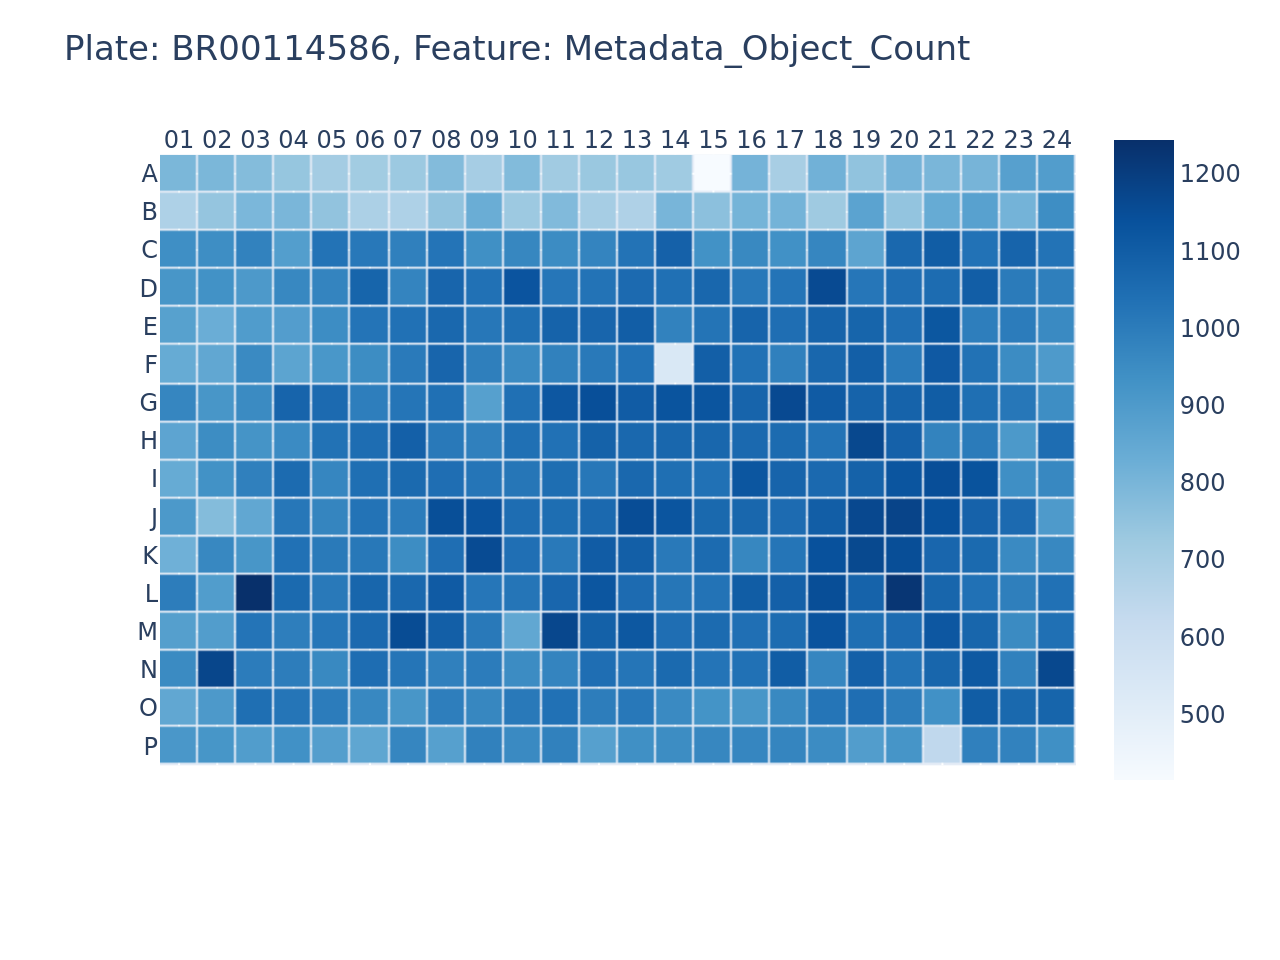 Plate: BR00114586, Feature: Metadata_Object_Count
01 02 03 04 05 06 07 08 09 10 11 12 13 14 15 16 17 18 19 20 21 22 23 24
A
B
C
D
E
F
G
H
I
J
K
L
M
N
O
P
1200
1100
1000
900
800
700
600
500